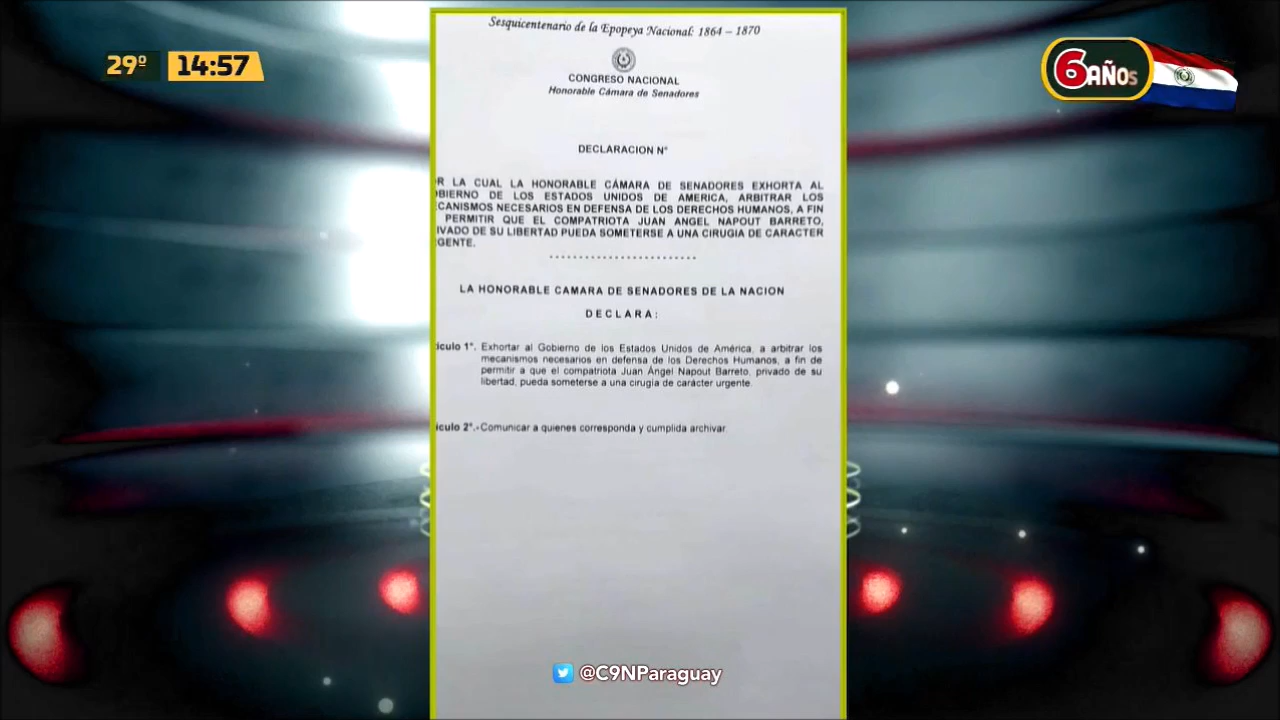 29º 14:57
6 AÑOS
Sesquicentenario de la Epopeya Nacional: 1864 – 1870
CONGRESO NACIONAL
Honorable Cámara de Senadores
DECLARACION N°
R LA CUAL LA HONORABLE CÁMARA DE SENADORES EXHORTA AL
BIERNO DE LOS ESTADOS UNIDOS DE AMERICA, ARBITRAR LOS
CANISMOS NECESARIOS EN DEFENSA DE LOS DERECHOS HUMANOS, A FIN
PERMITIR QUE EL COMPATRIOTA JUAN ANGEL NAPOUT BARRETO,
IVADO DE SU LIBERTAD PUEDA SOMETERSE A UNA CIRUGIA DE CARACTER
GENTE.
LA HONORABLE CAMARA DE SENADORES DE LA NACION
D E C L A R A :
ículo 1°. Exhortar al Gobierno de los Estados Unidos de América, a arbitrar los
mecanismos necesarios en defensa de los Derechos Humanos, a fin de
permitir a que el compatriota Juan Ángel Napout Barreto, privado de su
libertad, pueda someterse a una cirugía de carácter urgente.
ículo 2°.- Comunicar a quienes corresponda y cumplida archivar
@C9NParaguay